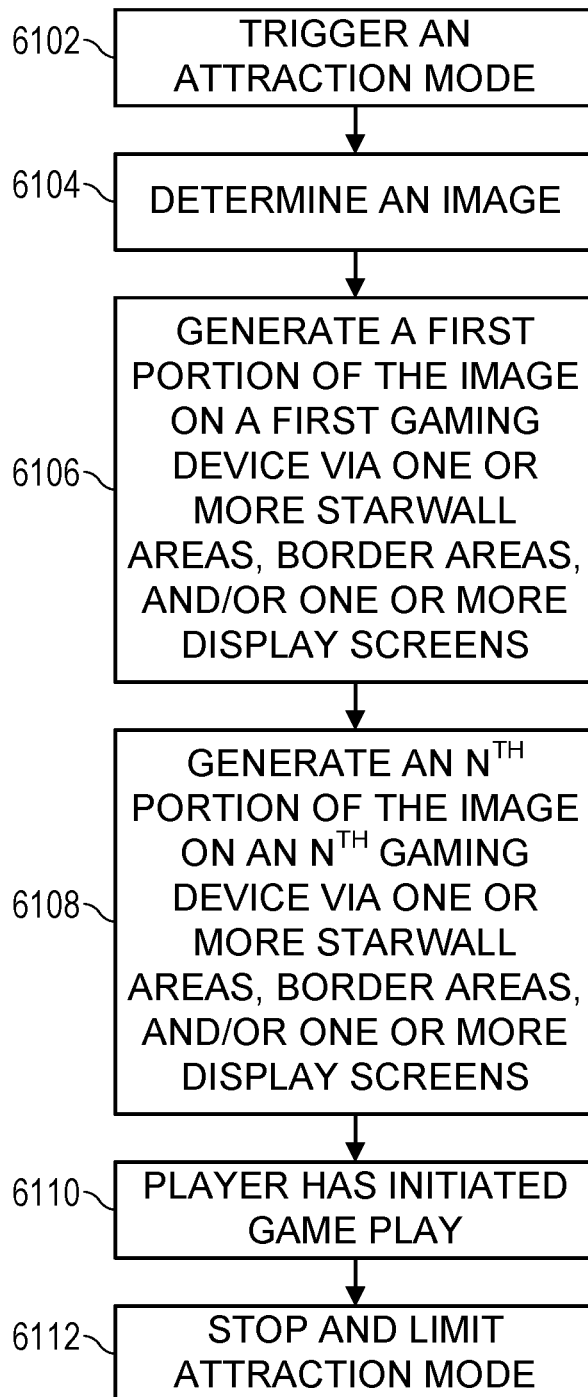 6102
TRIGGER AN
ATTRACTION MODE
6104
DETERMINE AN IMAGE
6106
GENERATE A FIRST
PORTION OF THE IMAGE
ON A FIRST GAMING
DEVICE VIA ONE OR
MORE STARWALL
AREAS, BORDER AREAS,
AND/OR ONE OR MORE
DISPLAY SCREENS
6108
GENERATE AN NTH
PORTION OF THE IMAGE
ON AN NTH GAMING
DEVICE VIA ONE OR
MORE STARWALL
AREAS, BORDER AREAS,
AND/OR ONE OR MORE
DISPLAY SCREENS
6110
PLAYER HAS INITIATED
GAME PLAY
6112
STOP AND LIMIT
ATTRACTION MODE